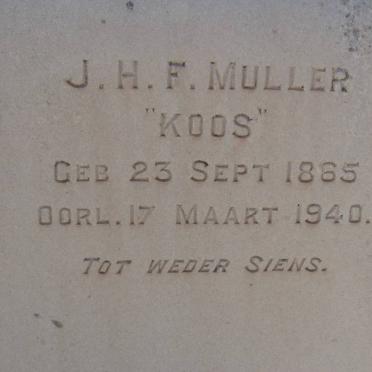 J. H. F. MULLER
"KOOS"
GEB 23 SEPT 1865
OORL. 17 MAART 1940.
TOT WEDER SIENS.